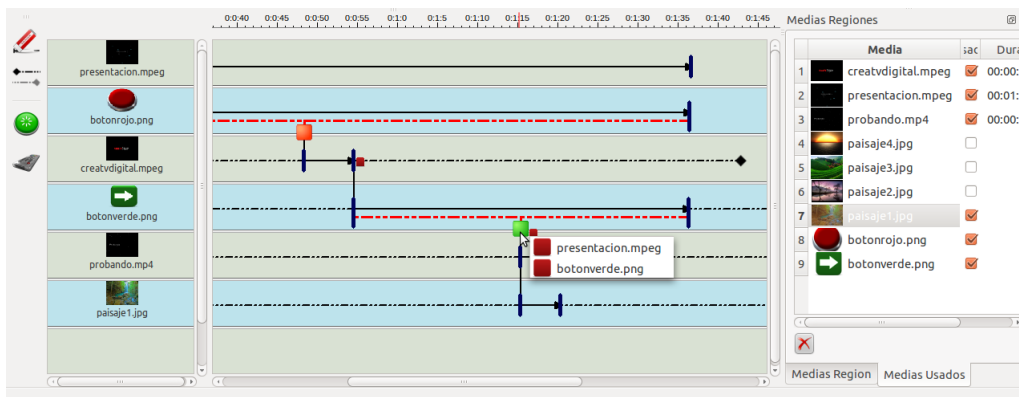 0:0:40 0:0:45 0:0:50 0:0:55 0:1:0 0:1:5 0:1:10 0:1:15 0:1:20 0:1:25 0:1:30 0:1:35 0:1:40 0:1:45
presentacion.mpeg
botonrojo.png
creatvdigital.mpeg
botonverde.png
probando.mp4
paisaje1.jpg
presentacion.mpeg
botonverde.png
Medias Regiones
Media sac Dura
1 creatvdigital.mpeg 00:00:
2 presentacion.mpeg 00:01:
3 probando.mp4 00:00:
4 paisaje4.jpg
5 paisaje3.jpg
6 paisaje2.jpg
7 paisaje1.jpg
8 botonrojo.png
9 botonverde.png
Medias Region Medias Usados